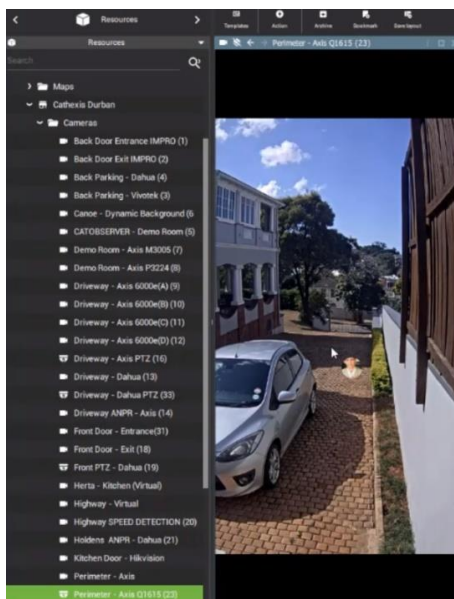 Resources
Templates
Action
Archive
Bookmark
Save layout
Resources
Perimeter - Axis Q1615 (23)
Search
Maps
Cathexis Durban
Cameras
Back Door Entrance IMPRO (1)
Back Door Exit IMPRO (2)
Back Parking - Dahua (4)
Back Parking - Vivotek (3)
Canoe - Dynamic Background (6
CATOBSERVER - Demo Room (5)
Demo Room - Axis M3005 (7)
Demo Room - Axis P3224 (8)
Driveway - Axis 6000e(A) (9)
Driveway - Axis 6000e(B) (10)
Driveway - Axis 6000e(C) (11)
Driveway - Axis 6000e(D) (12)
Driveway - Axis PTZ (16)
Driveway - Dahua (13)
Driveway - Dahua PTZ (33)
Driveway ANPR - Axis (14)
Front Door - Entrance(31)
Front Door - Exit (18)
Front PTZ - Dahua (19)
Herta - Kitchen (Virtual)
Highway - Virtual
Highway SPEED DETECTION (20)
Holdens ANPR - Dahua (21)
Kitchen Door - Hikvision
Perimeter - Axis
Perimeter - Axis Q1615 (23)